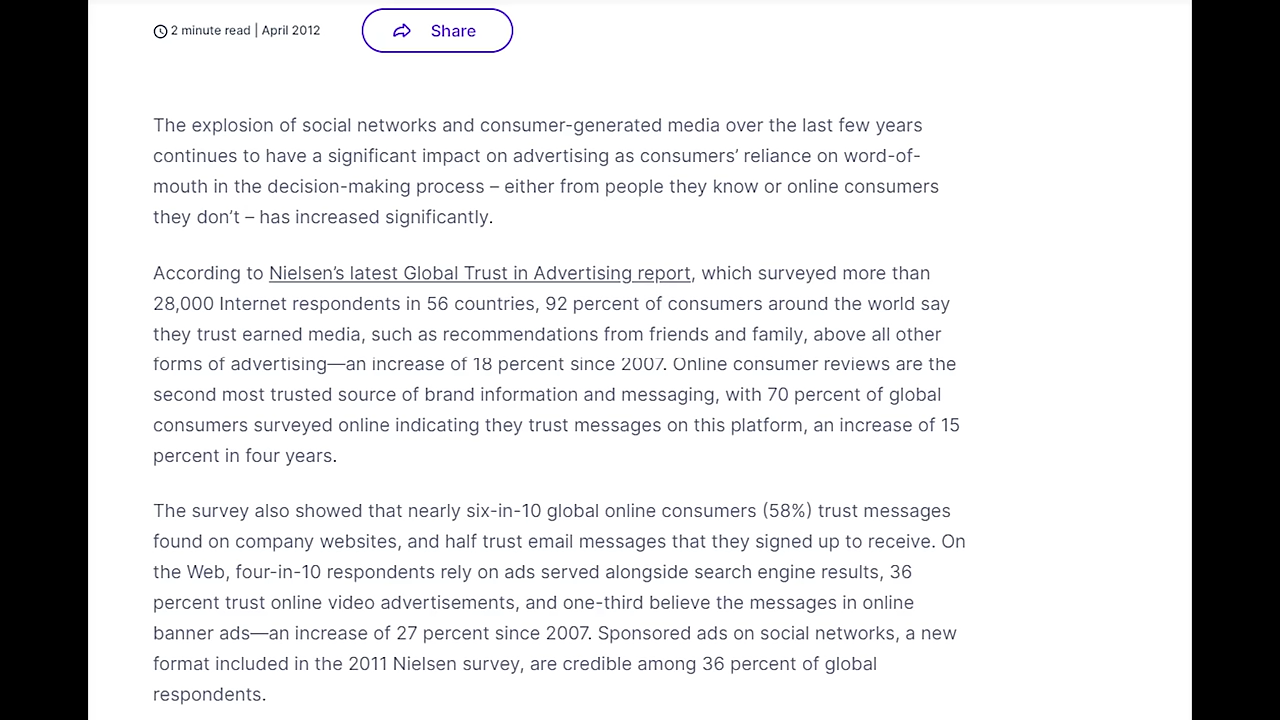 2 minute read | April 2012
Share
The explosion of social networks and consumer-generated media over the last few years
continues to have a significant impact on advertising as consumers’ reliance on word-of-
mouth in the decision-making process – either from people they know or online consumers
they don’t – has increased significantly.
According to Nielsen’s latest Global Trust in Advertising report, which surveyed more than
28,000 Internet respondents in 56 countries, 92 percent of consumers around the world say
they trust earned media, such as recommendations from friends and family, above all other
forms of advertising—an increase of 18 percent since 2007. Online consumer reviews are the
second most trusted source of brand information and messaging, with 70 percent of global
consumers surveyed online indicating they trust messages on this platform, an increase of 15
percent in four years.
The survey also showed that nearly six-in-10 global online consumers (58%) trust messages
found on company websites, and half trust email messages that they signed up to receive. On
the Web, four-in-10 respondents rely on ads served alongside search engine results, 36
percent trust online video advertisements, and one-third believe the messages in online
banner ads—an increase of 27 percent since 2007. Sponsored ads on social networks, a new
format included in the 2011 Nielsen survey, are credible among 36 percent of global
respondents.